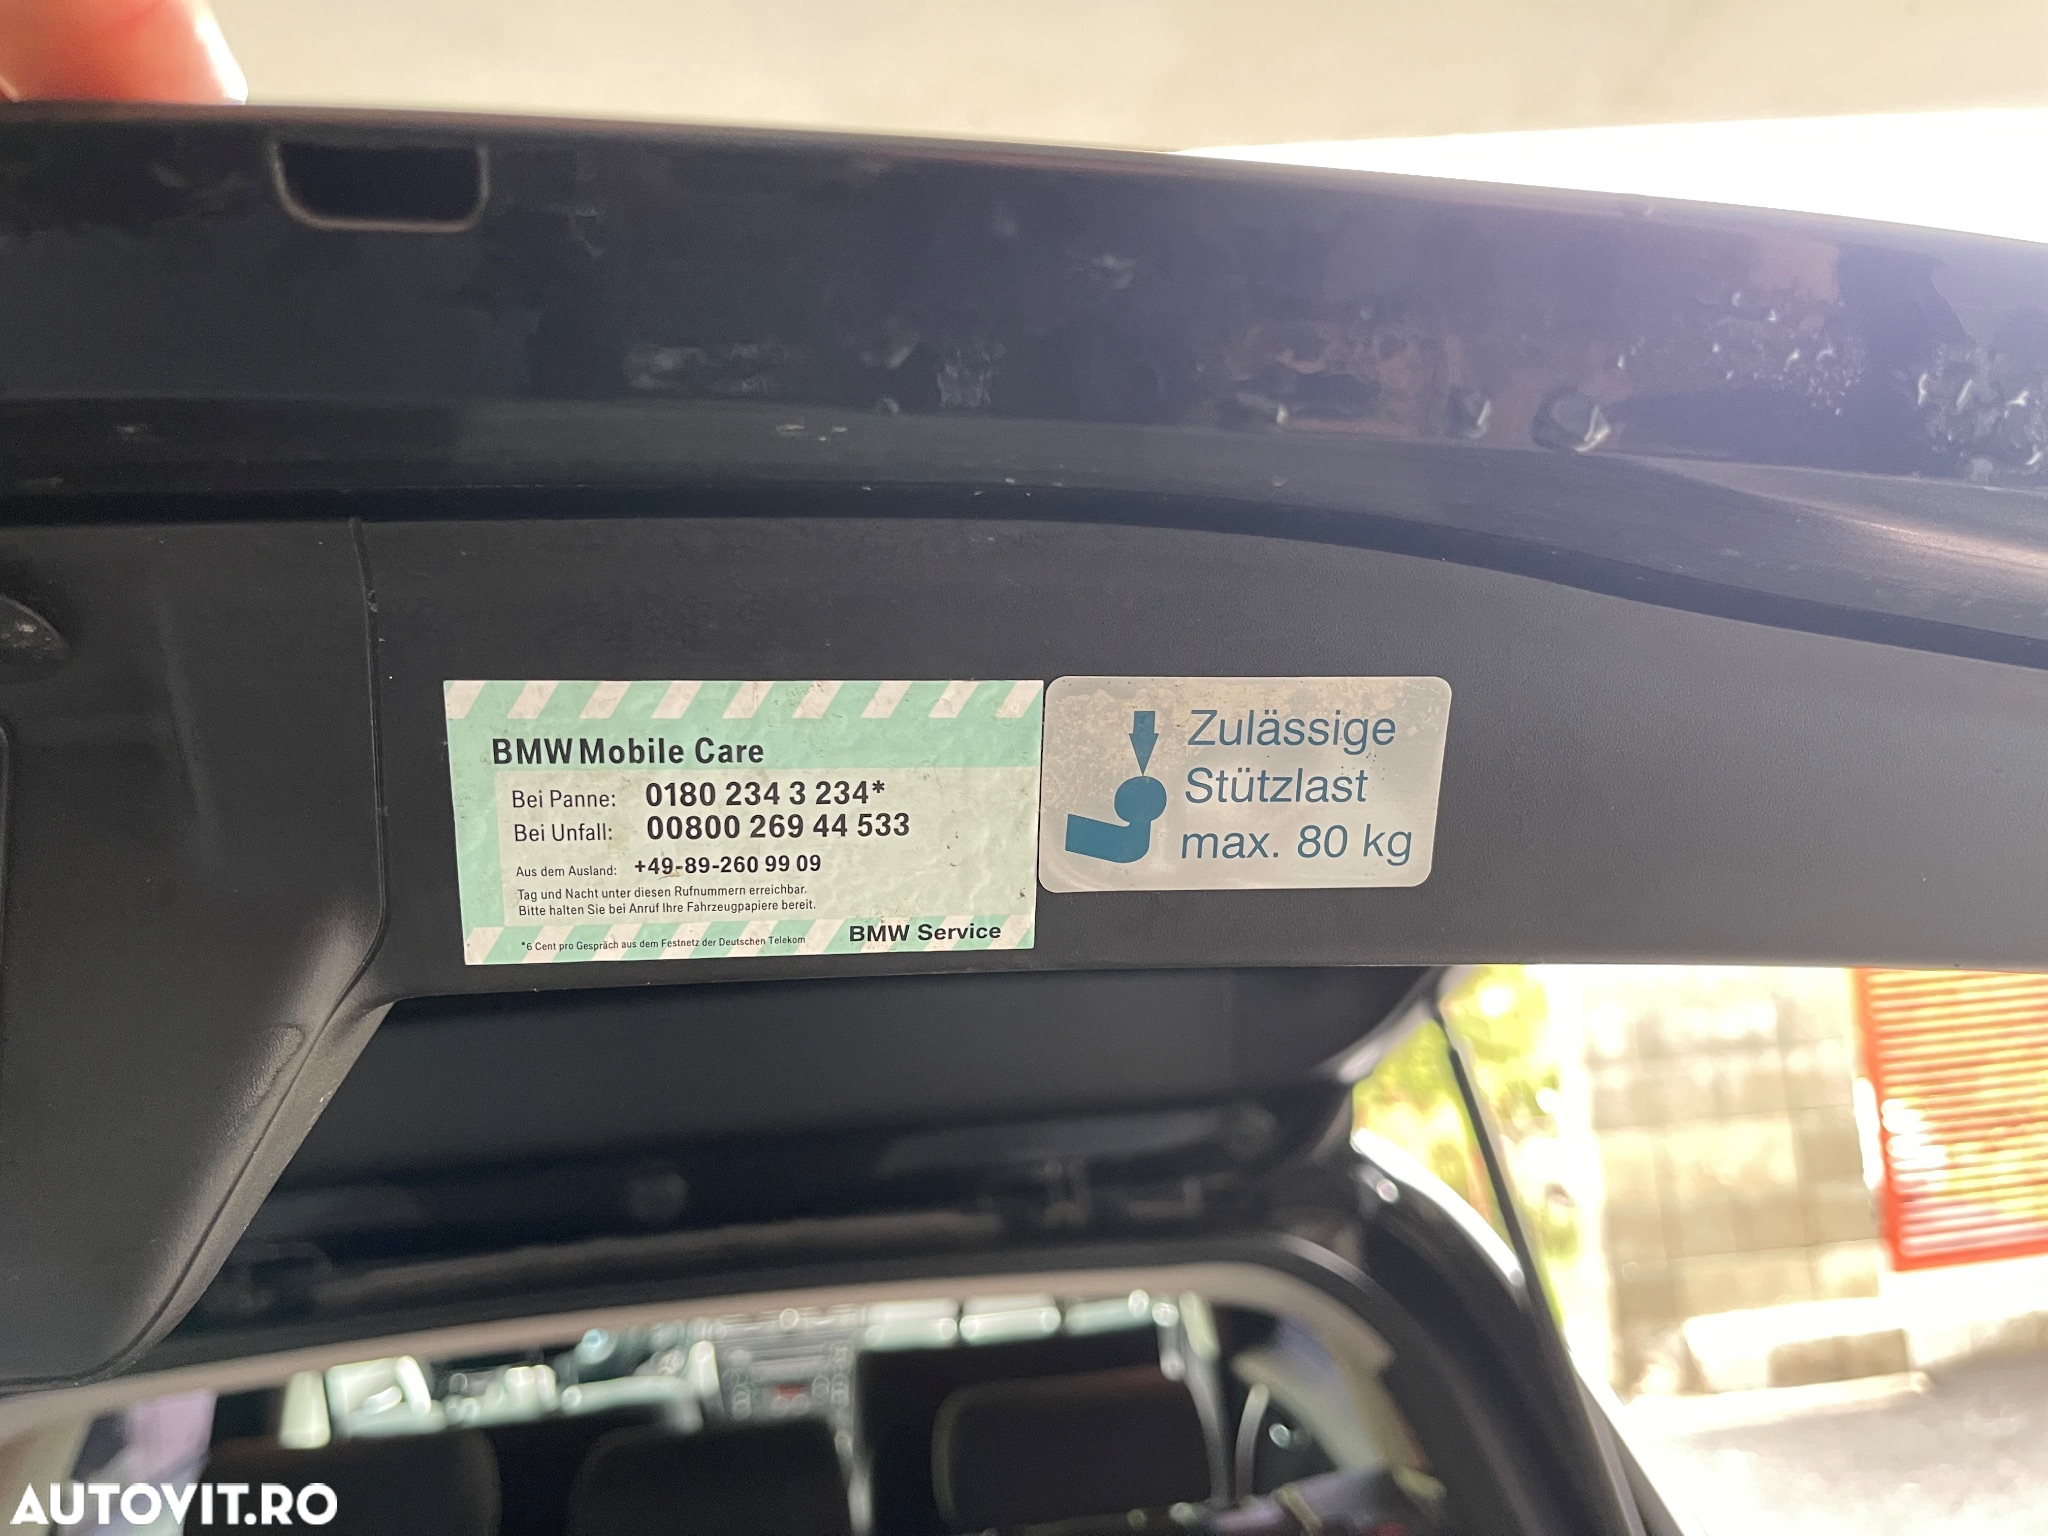 BMW Mobile Care
Bei Panne: 0180 234 3 234*
Bei Unfall: 00800 269 44 533
Aus dem Ausland: +49-89-260 99 09
Tag und Nacht unter diesen Rufnummern erreichbar.
Bitte halten Sie bei Anruf Ihre Fahrzeugpapiere bereit.
*6 Cent pro Gespräch aus dem Festnetz der Deutschen Telekom
BMW Service
Zulässige
Stützlast
max. 80 kg
AUTOVIT.RO